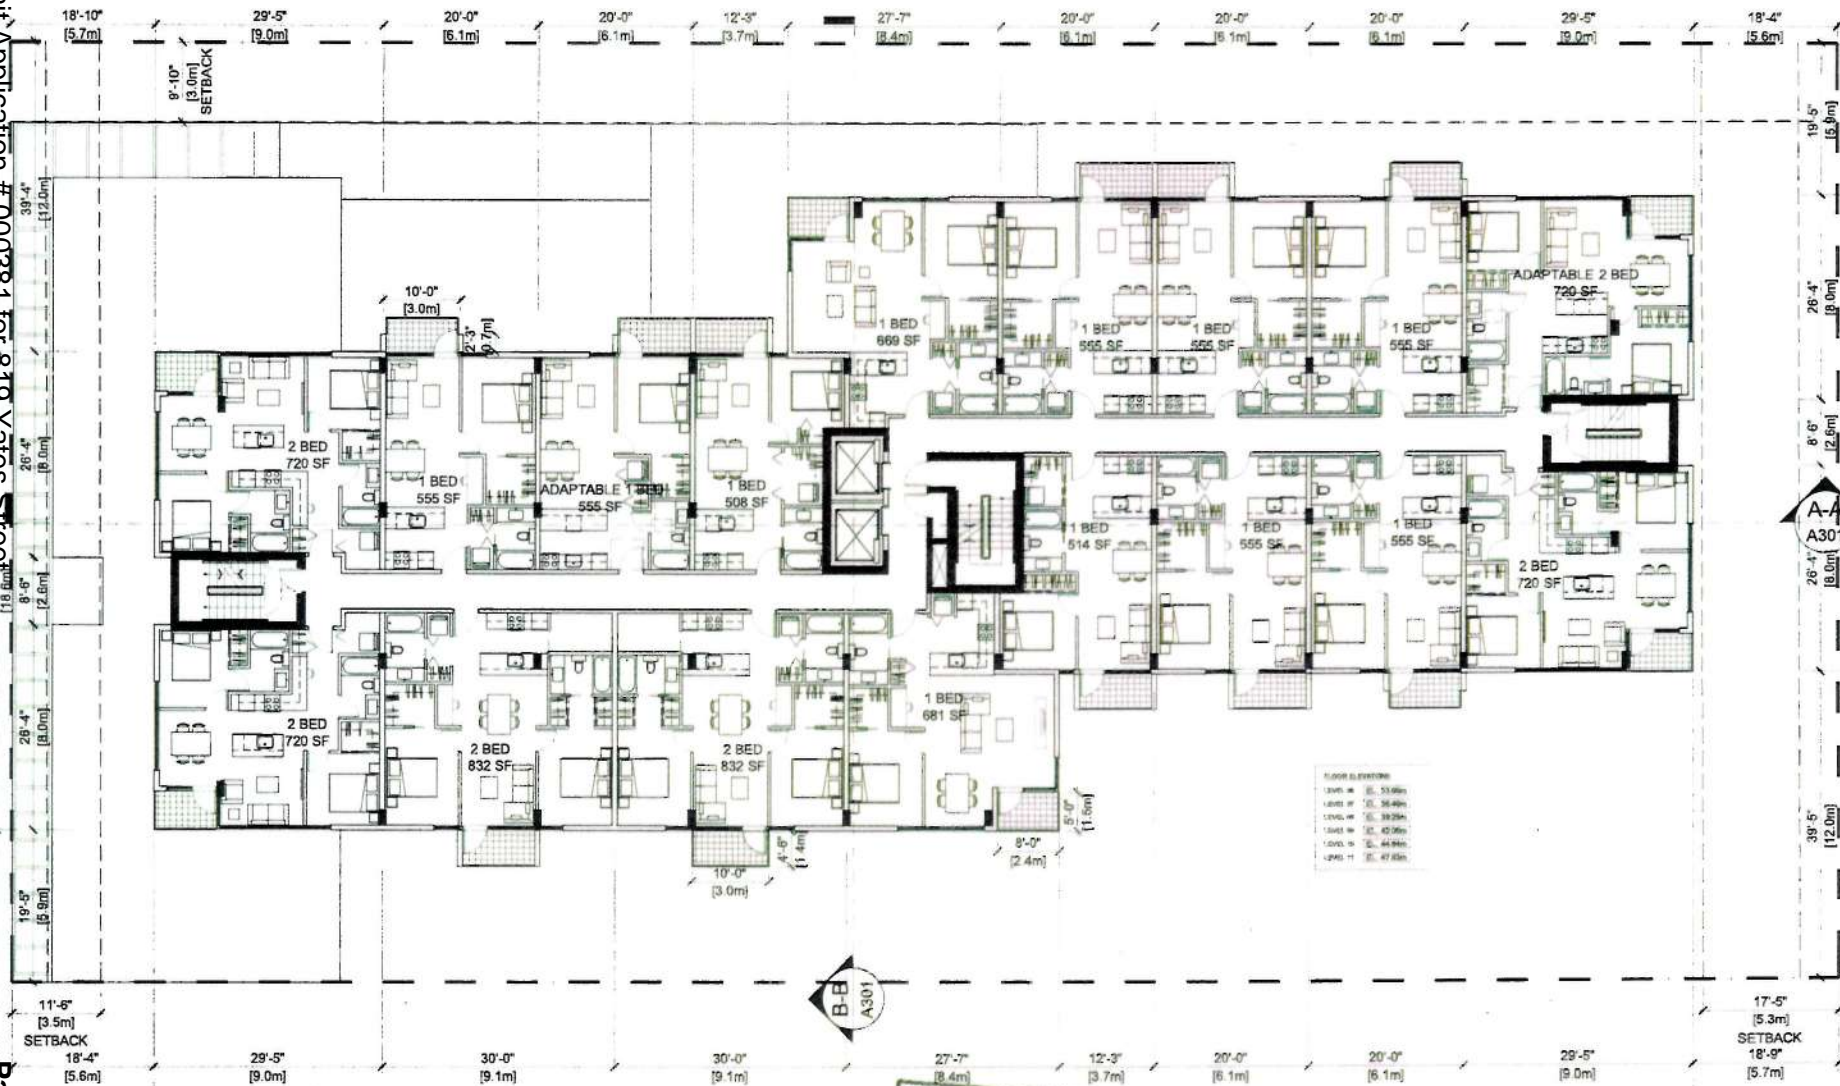 18'-10" 29'-5" 20'-0" 20'-0" 12'-3" 27'-7" 20'-0" 20'-0" 20'-0" 29'-5" 18'-4"
[5.7m] [9.0m] [6.1m] [6.1m] [3.7m] [8.4m] [6.1m] [6.1m] [6.1m] [9.0m] [5.6m]
9'-10"
[3.0m]
SETBACK
19'-5"
[5.9m]
39'-4"
[12.0m]
10'-0"
[3.0m]
2'-3"
0.7m]
ADAPTABLE 2 BED
720 SF
26'-4"
[8.0m]
1 BED
669 SF
1 BED
555 SF
1 BED
555 SF
1 BED
555 SF
26'-4"
[8.0m]
2 BED
720 SF
1 BED
555 SF
ADAPTABLE 1 BED
555 SF
1 BED
508 SF
8'-6"
[2.6m]
1 BED
514 SF
1 BED
555 SF
1 BED
555 SF
2 BED
720 SF
A-A
A301
26'-4"
[8.0m]
[18.6m]
8'-6"
[2.6m]
26'-4"
[8.0m]
2 BED
720 SF
2 BED
832 SF
2 BED
832 SF
1 BED
681 SF
5'-0"
[1.5m]
8'-0"
[2.4m]
4'-6"
[1.4m]
10'-0"
[3.0m]
FLOOR ELEVATIONS
39'-5"
[12.0m]
19'-5"
[5.9m]
B-B
A301
11'-6"
[3.5m]
SETBACK
17'-5"
[5.3m]
SETBACK
18'-4" 29'-5" 30'-0" 30'-0" 27'-7" 12'-3" 20'-0" 20'-0" 29'-5" 18'-9"
[5.6m] [9.0m] [9.1m] [9.1m] [8.4m] [3.7m] [6.1m] [6.1m] [9.0m] [5.7m]